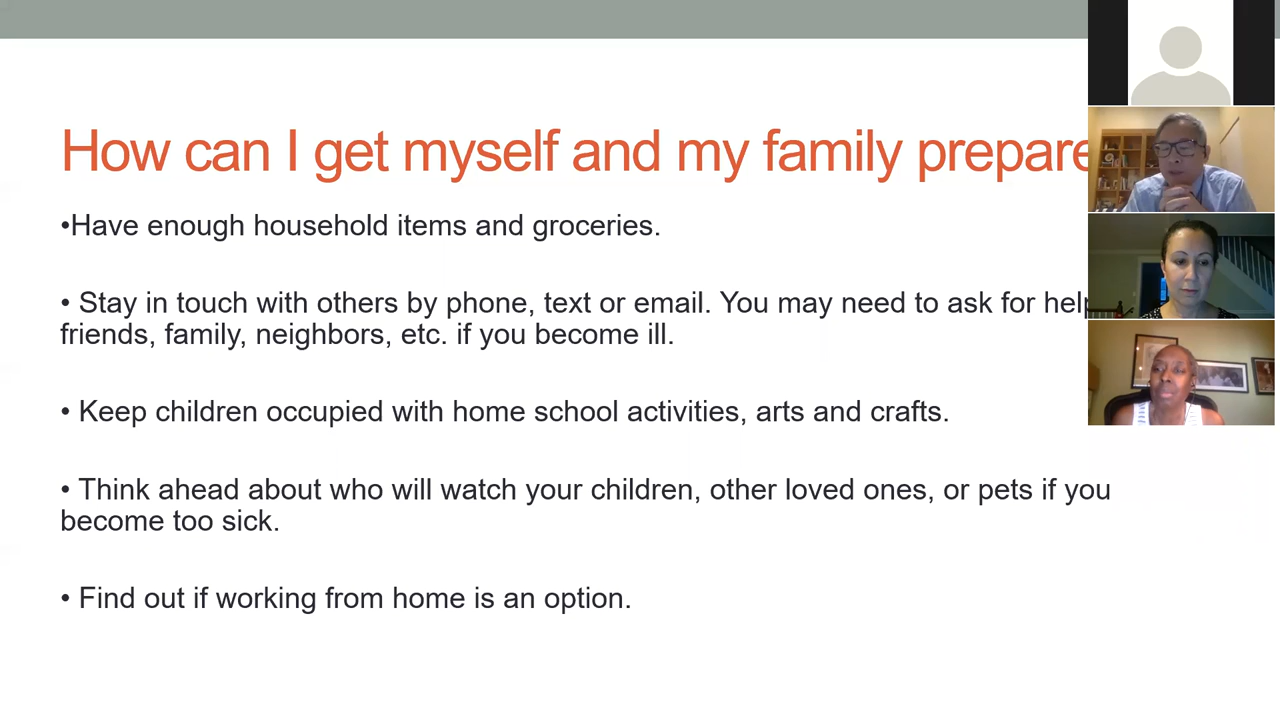 How can I get myself and my family prepare
•Have enough household items and groceries.
• Stay in touch with others by phone, text or email. You may need to ask for help
friends, family, neighbors, etc. if you become ill.
• Keep children occupied with home school activities, arts and crafts.
• Think ahead about who will watch your children, other loved ones, or pets if you
become too sick.
• Find out if working from home is an option.